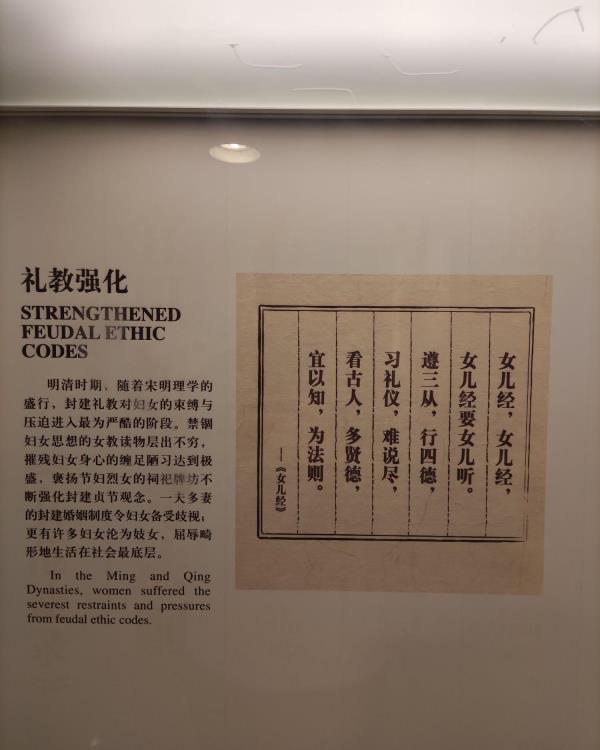 礼教强化
STRENGTHENED
FEUDAL ETHIC
CODES
明清时期，随着宋明理学的
盛行，封建礼教对妇女的束缚与
压迫进入最为严酷的阶段。禁锢
妇女思想的女教读物层出不穷，
摧残妇女身心的缠足陋习达到极
盛，褒扬节妇烈女的祠祀牌坊不
断强化封建贞节观念。一夫多妻
的封建婚姻制度令妇女备受歧视；
更有许多妇女沦为妓女，屈辱畸
形地生活在社会最底层。
In the Ming and Qing
Dynasties, women suffered the
severest restraints and pressures
from feudal ethic codes.
女儿经，女儿经，
女儿经要女儿听。
遵三从，行四德，
习礼仪，难说尽，
看古人，多贤德，
宜以知，为法则。
——《女儿经》